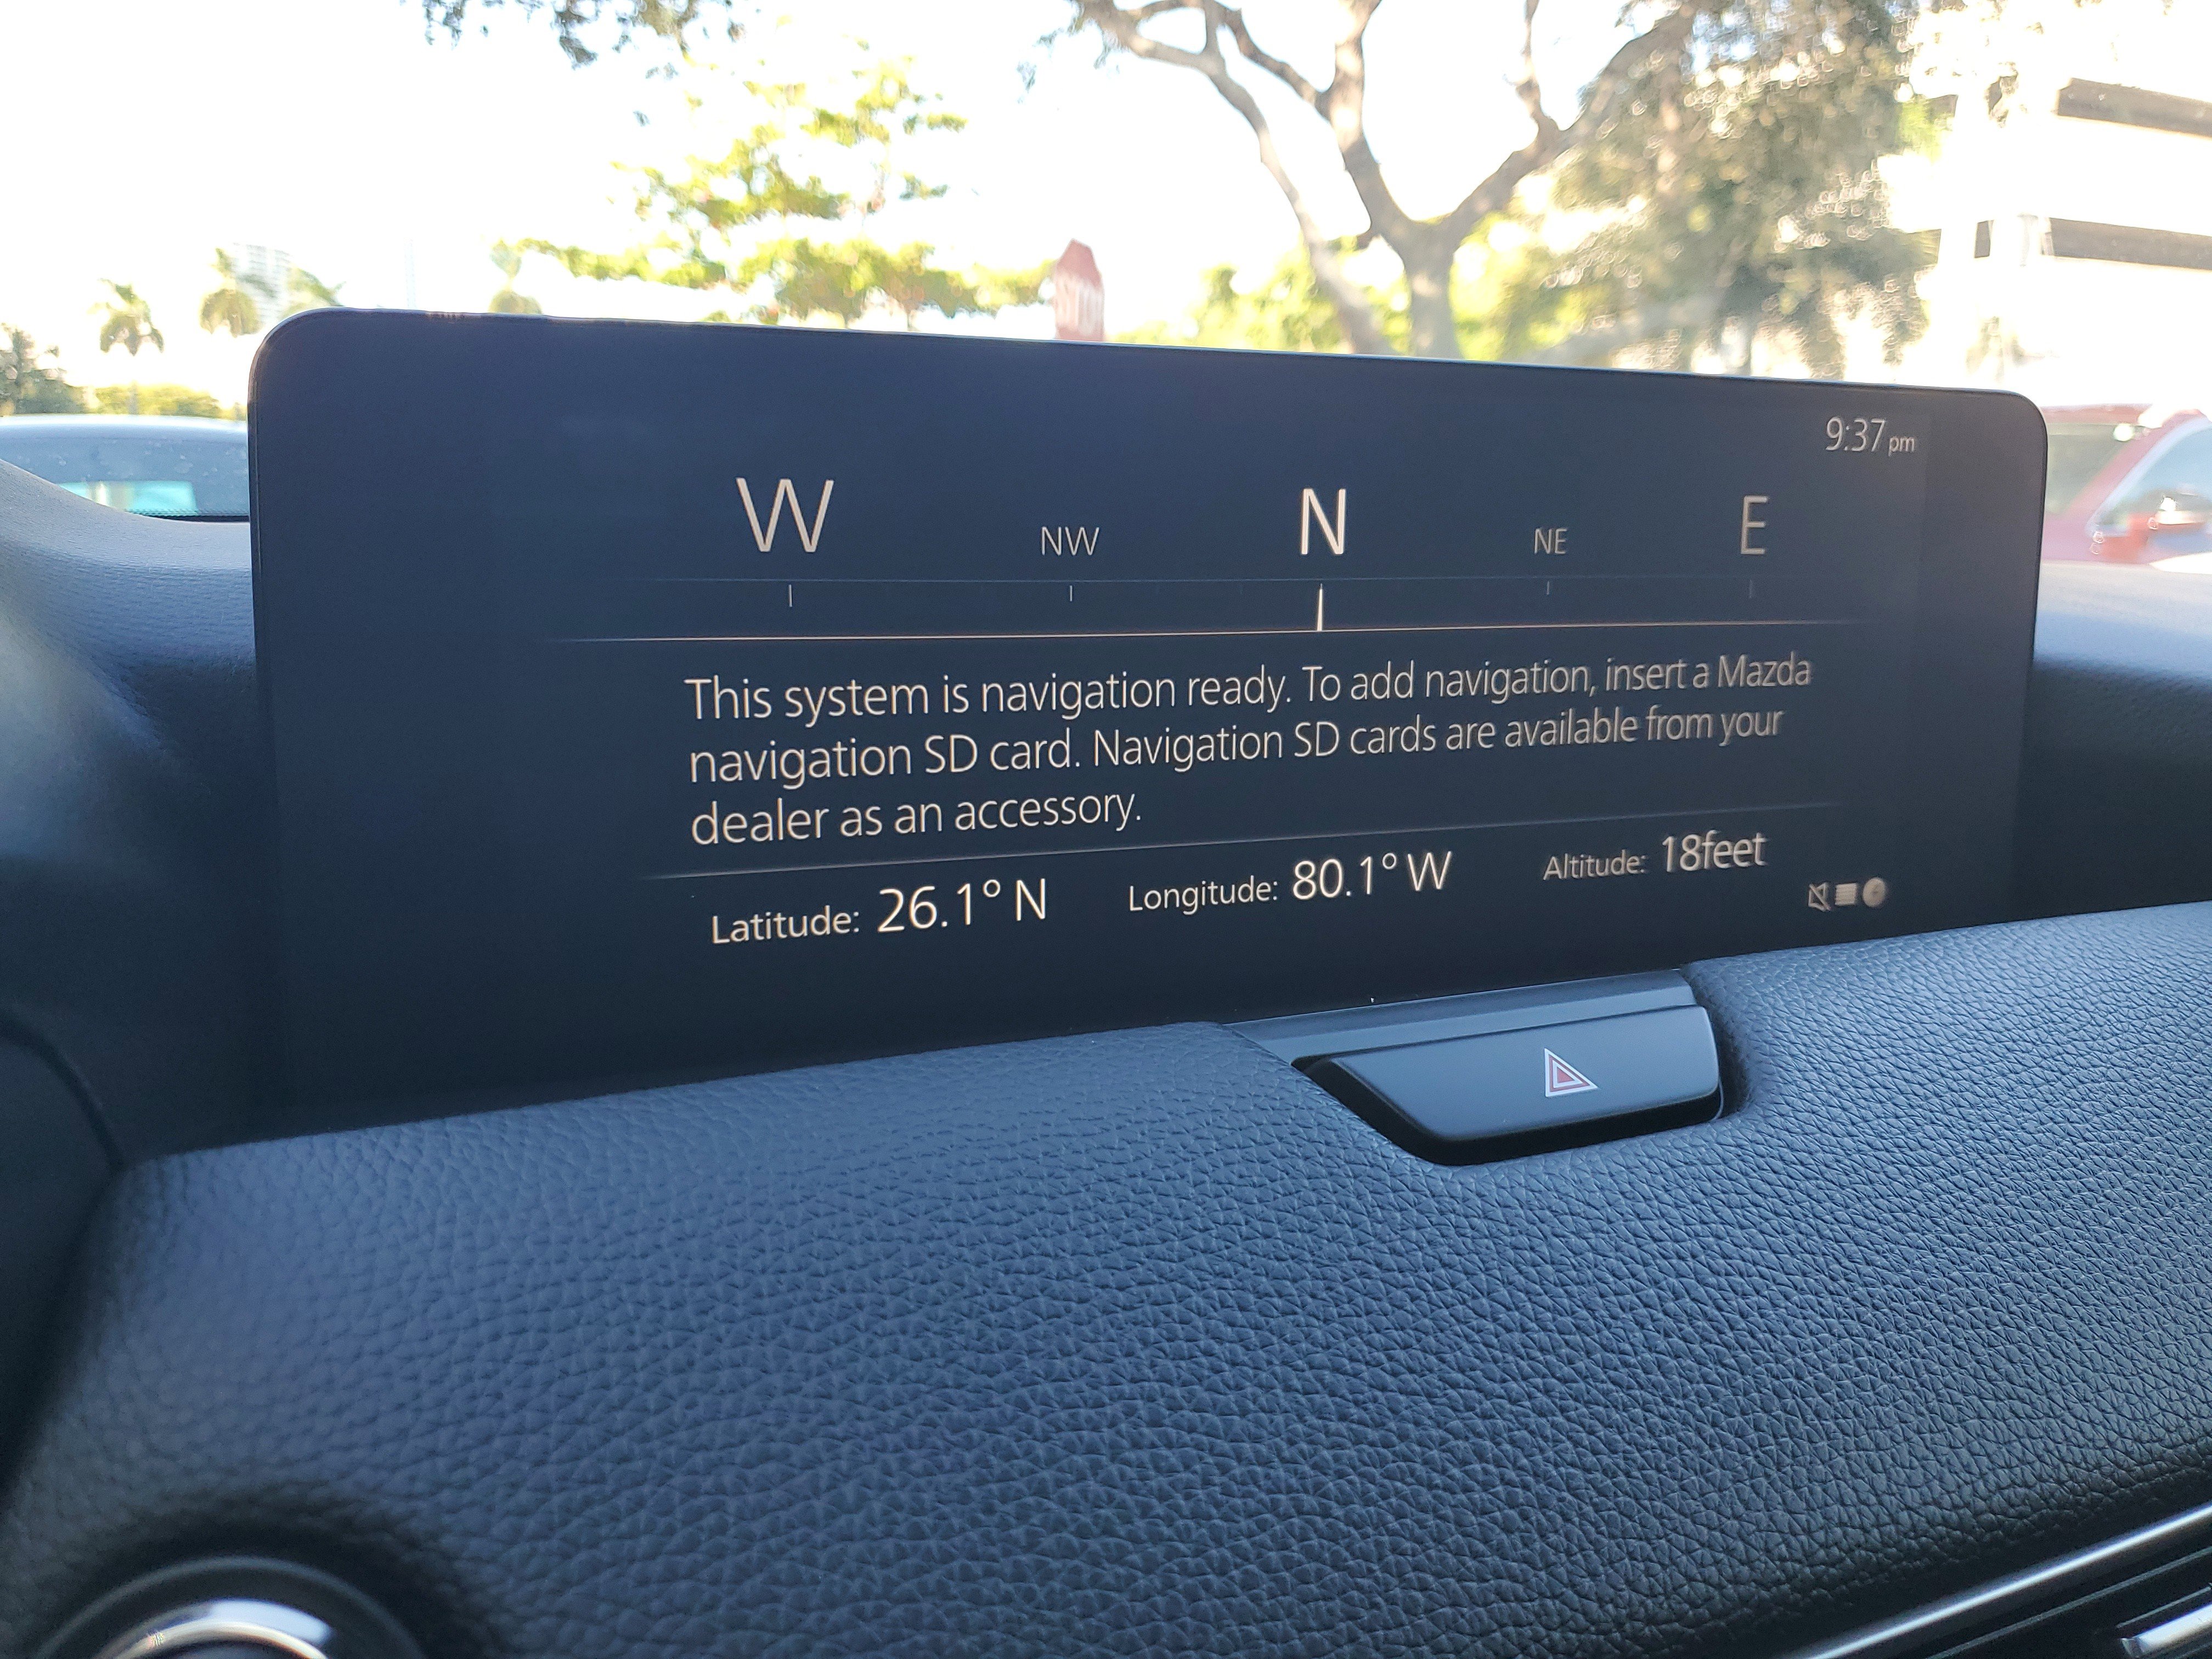 9:37 pm
W NW N NE E
This system is navigation ready. To add navigation, insert a Mazda
navigation SD card. Navigation SD cards are available from your
dealer as an accessory.
Latitude: 26.1° N Longitude: 80.1° W Altitude: 18feet